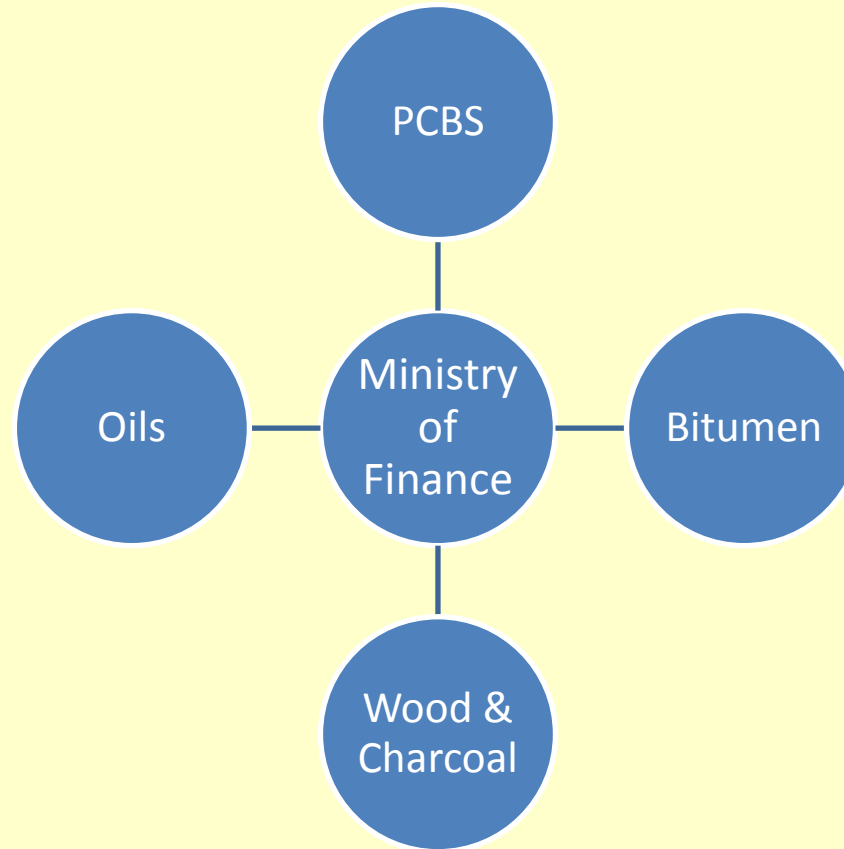 PCBS
Oils
Ministry
of
Finance
Bitumen
Wood &
Charcoal